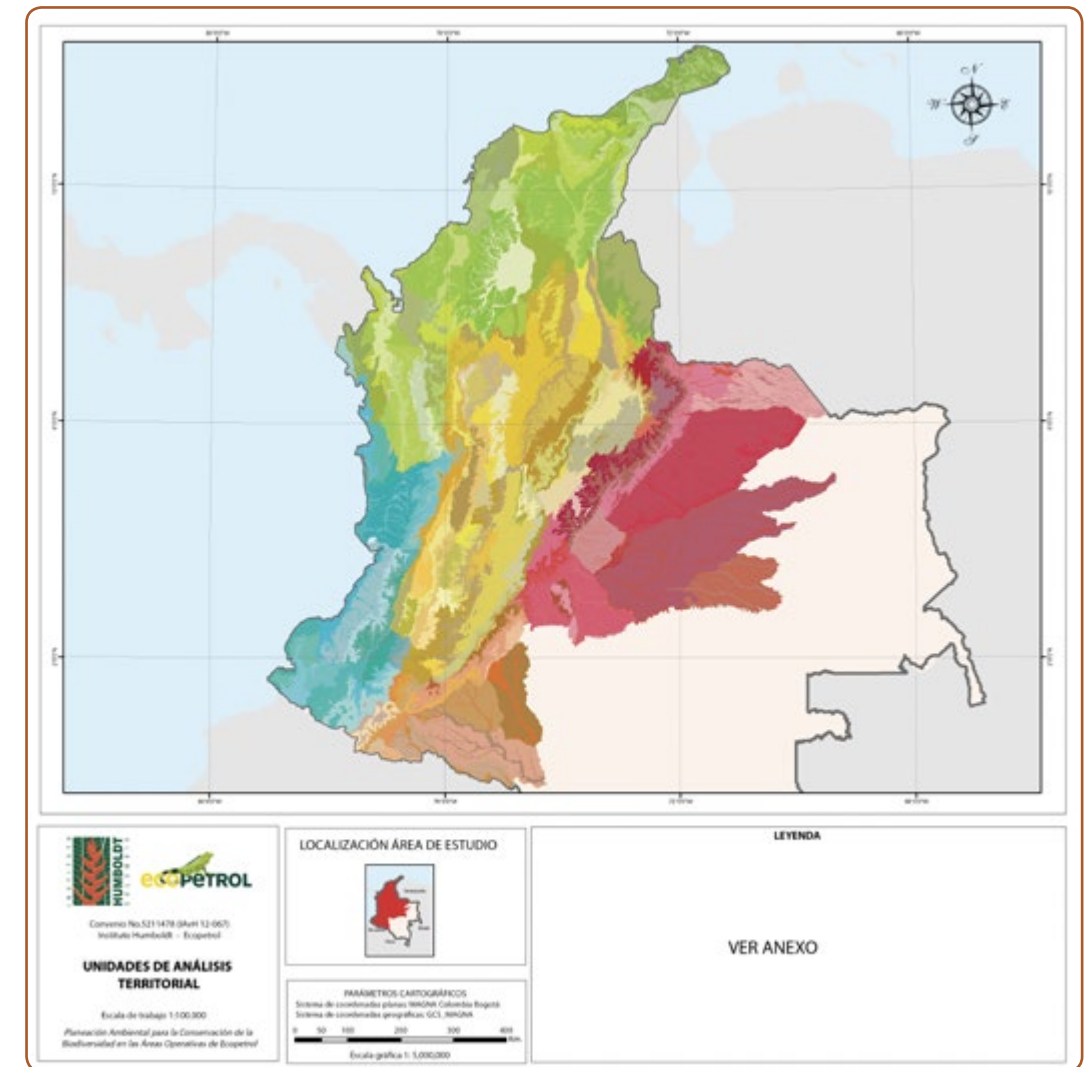 N
W E
S
HUMBOLDT
ecoPETROL
Convenio No.5211478 (IAvH 12-067)
Instituto Humboldt - Ecopetrol
UNIDADES DE ANÁLISIS
TERRITORIAL
Escala de trabajo 1:100.000
Planeación Ambiental para la Conservación de la
Biodiversidad en las Áreas Operativas de Ecopetrol
LOCALIZACIÓN ÁREA DE ESTUDIO
PARÁMETROS CARTOGRÁFICOS
Sistema de coordenadas planas: MAGNA Colombia Bogotá
Sistema de coordenadas geográficas: GCS_MAGNA
0 50 100 200 300 400
Km.
Escala gráfica 1: 5,000,000
LEYENDA
VER ANEXO